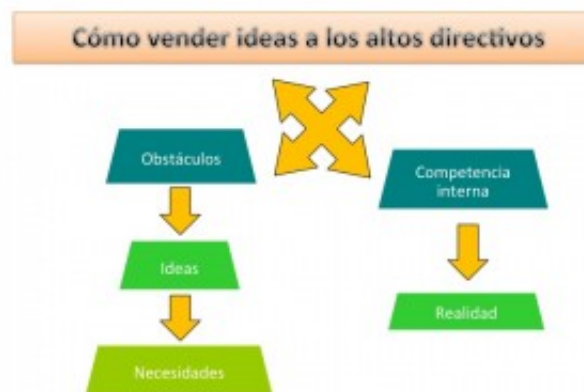 Cómo vender ideas a los altos directivos
Obstáculos
Ideas
Necesidades
Competencia
interna
Realidad